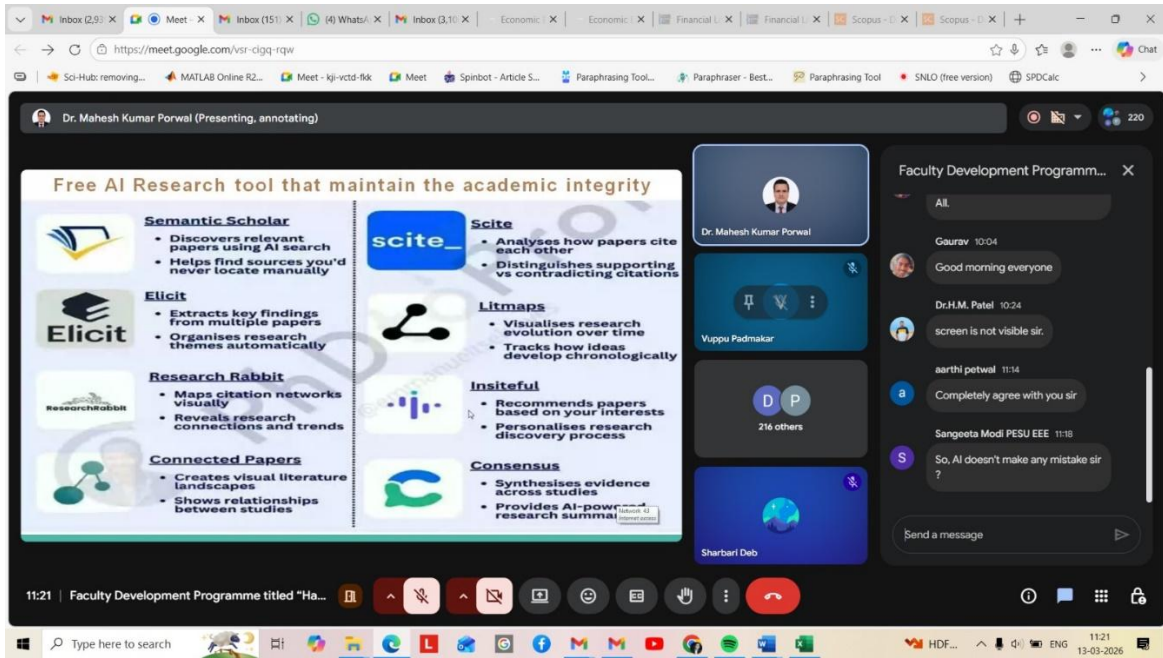 Inbox (2,93
Meet -
Inbox (151)
(4) WhatsA
Inbox (3,10
Economic
Economic
Financial L
Financial L
Scopus - D
Scopus - D
https://meet.google.com/vsr-cigq-rqw
Chat
Sci-Hub: removing...
MATLAB Online R2...
Meet - kji-vctd-fkk
Meet
Spinbot - Article S...
Paraphrasing Tool...
Paraphraser - Best...
Paraphrasing Tool
SNLO (free version)
SPDCalc
Dr. Mahesh Kumar Porwal (Presenting, annotating)
220
Free AI Research tool that maintain the academic integrity
Semantic Scholar
• Discovers relevant
papers using AI search
• Helps find sources you'd
never locate manually
Elicit
Elicit
• Extracts key findings
from multiple papers
• Organises research
themes automatically
ResearchRabbit
Research Rabbit
• Maps citation networks
visually
• Reveals research
connections and trends
Connected Papers
• Creates visual literature
landscapes
• Shows relationships
between studies
scite_
Scite
• Analyses how papers cite
each other
• Distinguishes supporting
vs contradicting citations
Litmaps
• Visualises research
evolution over time
• Tracks how ideas
develop chronologically
Insiteful
• Recommends papers
based on your interests
• Personalises research
discovery process
Consensus
• Synthesises evidence
across studies
• Provides AI-powered
research summa
Network 43
Internet access
Dr. Mahesh Kumar Porwal
Vuppu Padmakar
D P
216 others
Sharbari Deb
Faculty Development Programm...
All.
Gaurav 10:04
Good morning everyone
Dr.H.M. Patel 10:24
screen is not visible sir.
aarthi petwal 11:14
a
Completely agree with you sir
Sangeeta Modi PESU EEE 11:18
S
So, AI doesn't make any mistake sir
?
Send a message
11:21 | Faculty Development Programme titled "Ha...
Type here to search
HDF...
ENG
11:21
13-03-2026